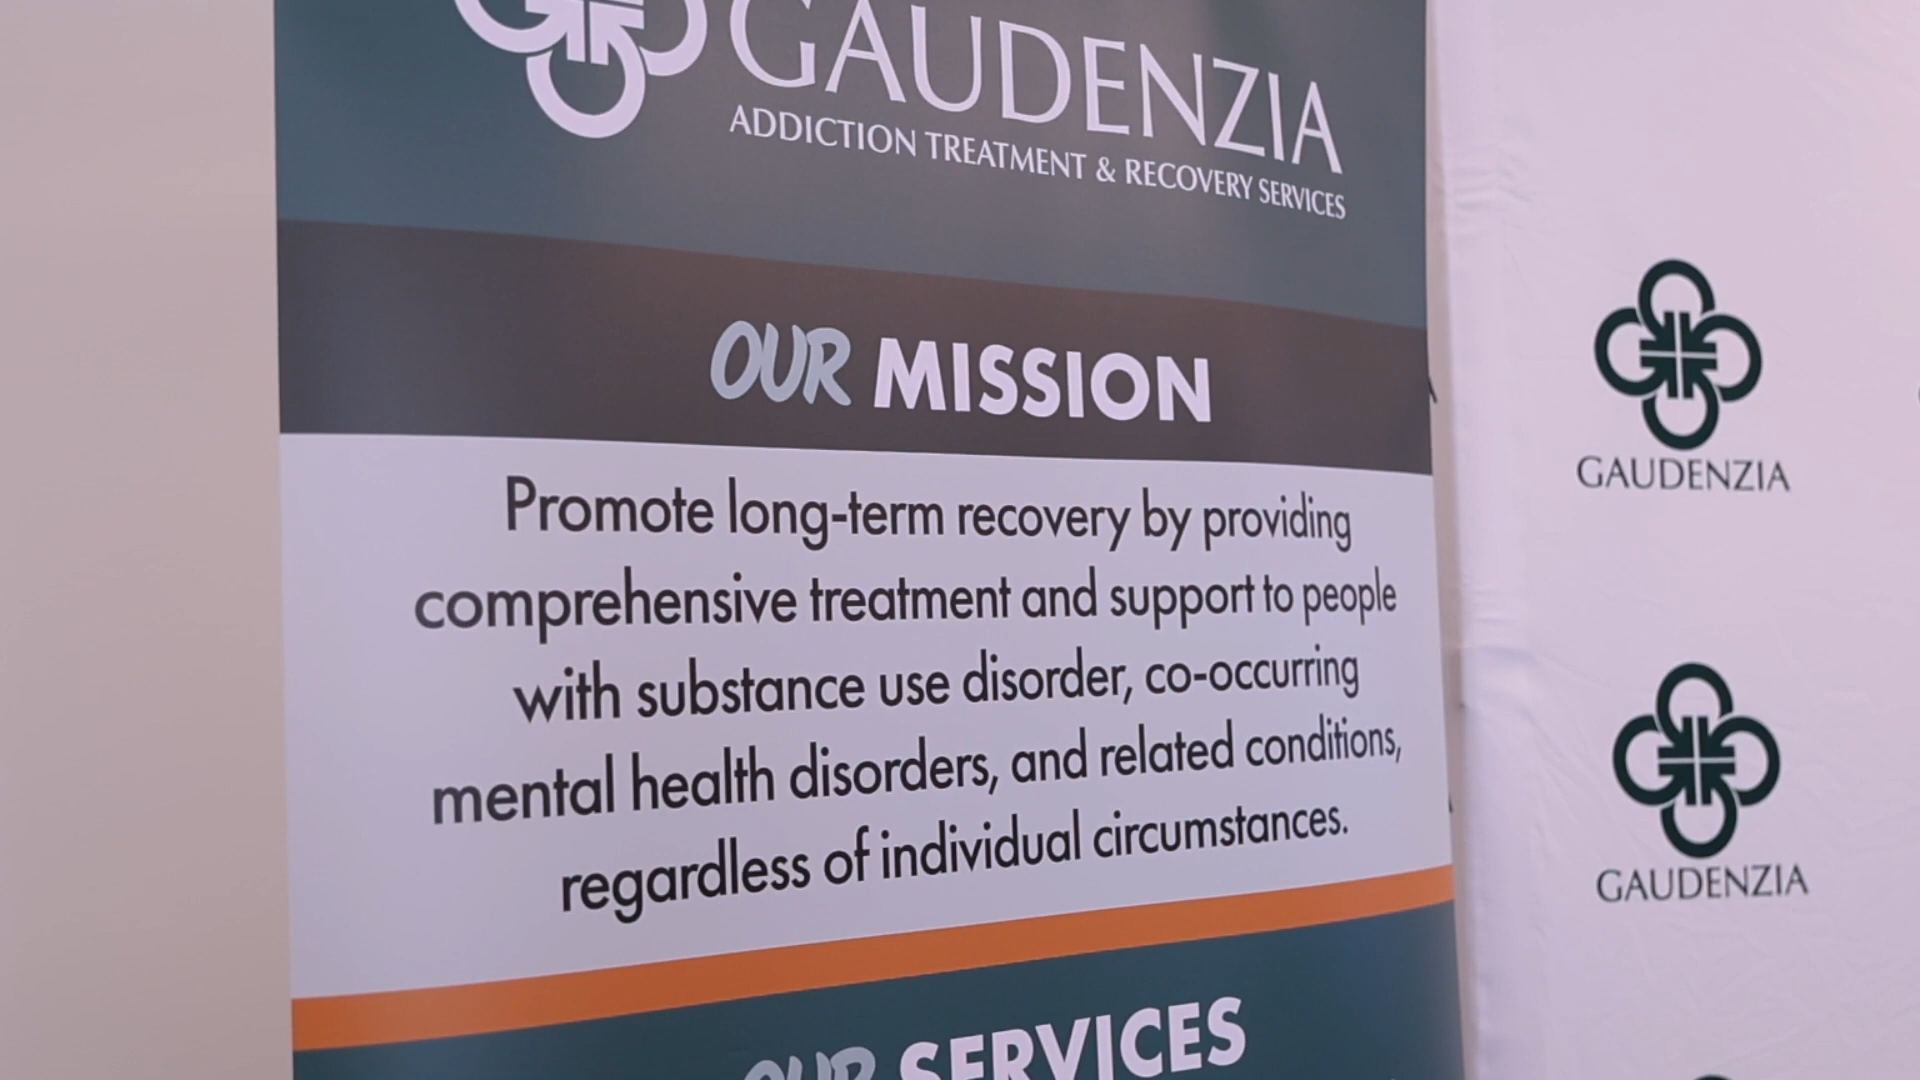 GAUDENZIA
ADDICTION TREATMENT & RECOVERY SERVICES
OUR MISSION
Promote long-term recovery by providing
comprehensive treatment and support to people
with substance use disorder, co-occurring
mental health disorders, and related conditions,
regardless of individual circumstances.
OUR SERVICES
GAUDENZIA
GAUDENZIA